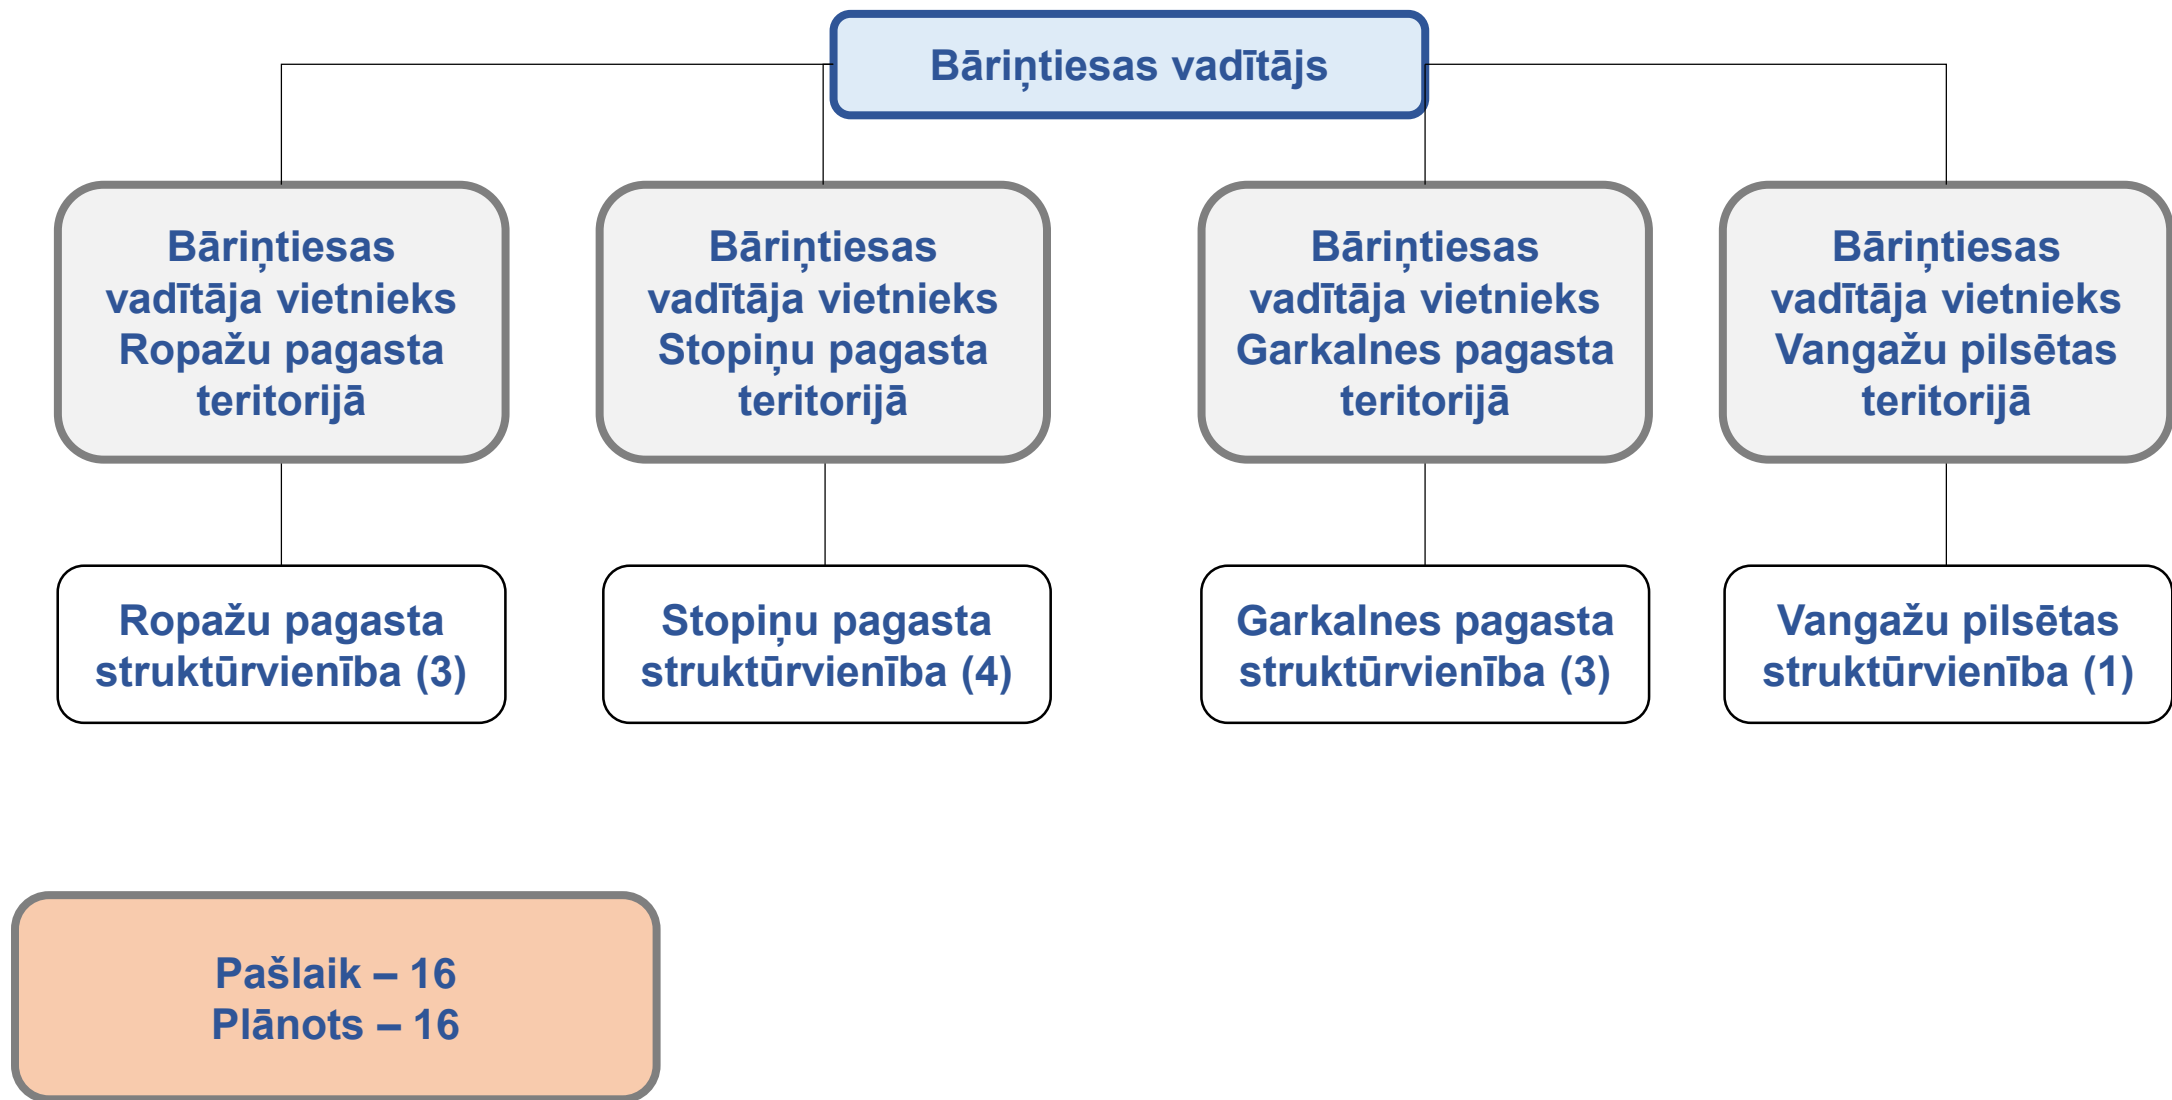 Bāriņtiesas vadītājs
Bāriņtiesas
vadītāja vietnieks
Ropažu pagasta
teritorijā
Bāriņtiesas
vadītāja vietnieks
Stopiņu pagasta
teritorijā
Bāriņtiesas
vadītāja vietnieks
Garkalnes pagasta
teritorijā
Bāriņtiesas
vadītāja vietnieks
Vangažu pilsētas
teritorijā
Ropažu pagasta
struktūrvienība (3)
Stopiņu pagasta
struktūrvienība (4)
Garkalnes pagasta
struktūrvienība (3)
Vangažu pilsētas
struktūrvienība (1)
Pašlaik – 16
Plānots – 16